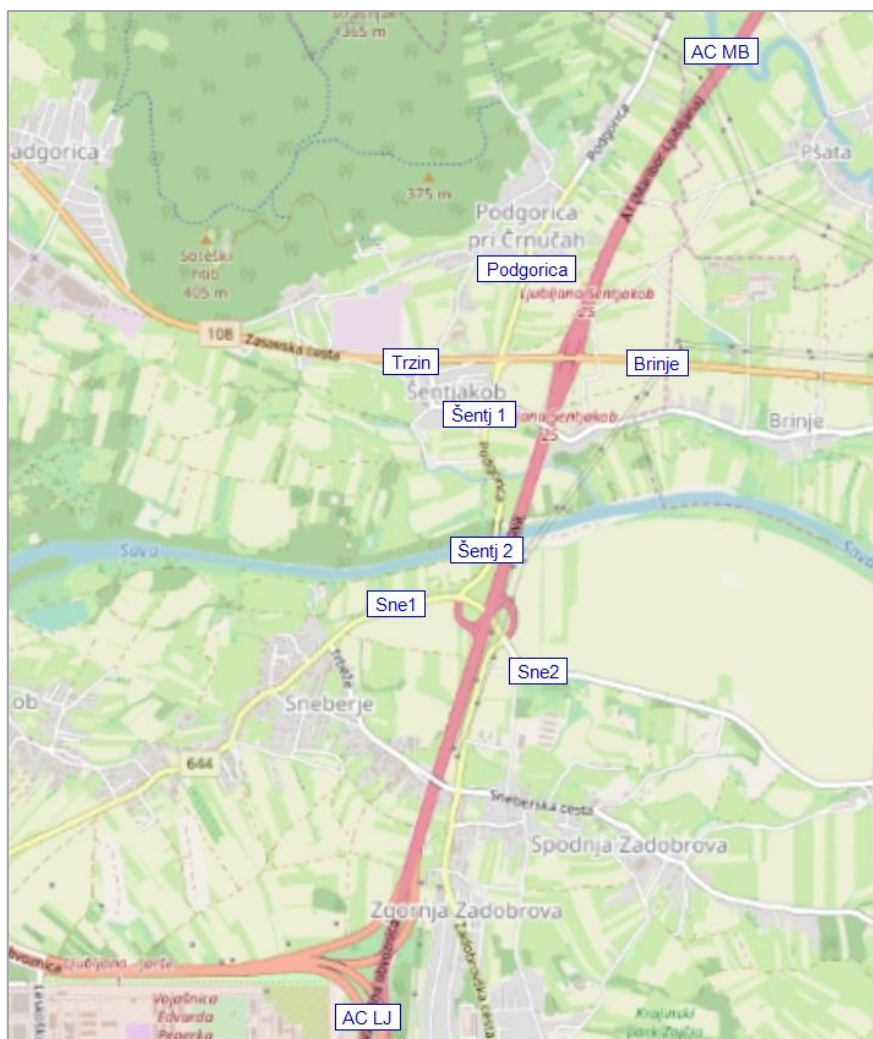 365 m
AC MB
adgorica
Podgorica
Pšata
A1 (Maribor-Ljubljana)
375 m
Podgorica
pri Črnučah
Soteški
hrib
405 m
Podgorica
Ljubljana Šentjakob
25
108
Zasavska cesta
Trzin
Brinje
Šentjakob
Šentj 1
jana Šentjakob
25
Brinje
Podgorica
Sava
Šentj 2
Sava
Sne1
Sne2
Sneberje
ob
644
Sneberska cesta
Spodnja Zadobrova
Zgornja Zadobrova
Ljubljana - Jarše
Zadobrovška cesta
Vojašnica
Edvarda
Peperka
AC LJ
Krajinski
park Zajčja